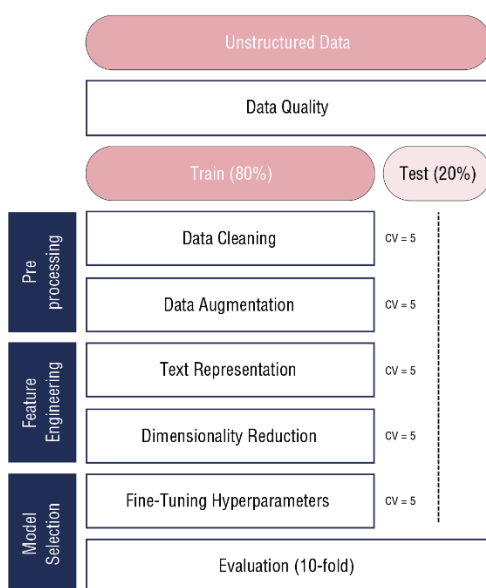 Unstructured Data
Data Quality
Train (80%)
Test (20%)
Pre
processing
Data Cleaning
CV = 5
Data Augmentation
CV = 5
Feature
Engineering
Text Representation
CV = 5
Dimensionality Reduction
CV = 5
Model
Selection
Fine-Tuning Hyperparameters
CV = 5
Evaluation (10-fold)